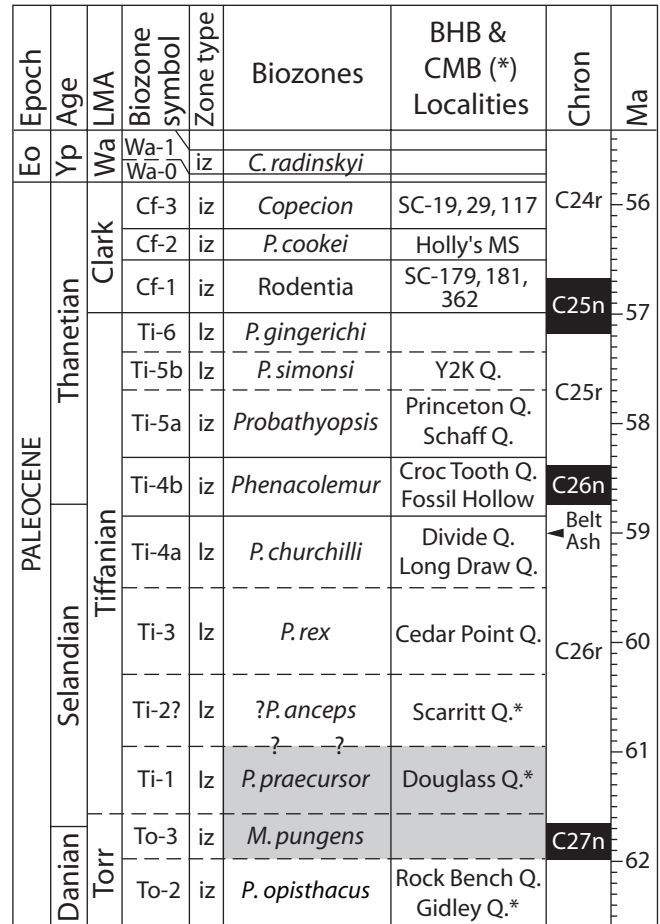 Epoch
Age
LMA
Biozone
symbol
Zone type
Biozones
BHB &
CMB (*)
Localities
Chron
Ma
Eo
Yp
Wa
Wa-1
Wa-0
iz
C. radinskyi
PALEOCENE
Thanetian
Selandian
Danian
Clark
Tiffanian
Torr
Cf-3 iz Copecion SC-19, 29, 117
Cf-2 iz P. cookei Holly's MS
Cf-1 iz Rodentia SC-179, 181,
362
Ti-6 lz P. gingerichi
Ti-5b lz P. simonsi Y2K Q.
Ti-5a iz Probathyopsis Princeton Q.
Schaff Q.
Ti-4b iz Phenacolemur Croc Tooth Q.
Fossil Hollow
Ti-4a lz P. churchilli Divide Q.
Long Draw Q.
Ti-3 lz P. rex Cedar Point Q.
Ti-2? lz ?P. anceps Scarritt Q.*
? ?
Ti-1 lz P. praecursor Douglass Q.*
To-3 iz M. pungens
To-2 iz P. opisthacus Rock Bench Q.
Gidley Q.*
C24r
C25n
C25r
C26n
Belt
Ash
C26r
C27n
56
57
58
59
60
61
62